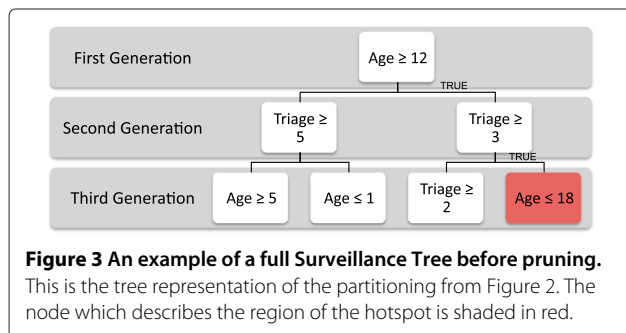 First Generation
Age ≥ 12
TRUE
Second Generation
Triage ≥
5
Triage ≥
3
TRUE
Third Generation
Age ≥ 5
Age ≤ 1
Triage ≥
2
Age ≤ 18
Figure 3 An example of a full Surveillance Tree before pruning.
This is the tree representation of the partitioning from Figure 2. The
node which describes the region of the hotspot is shaded in red.